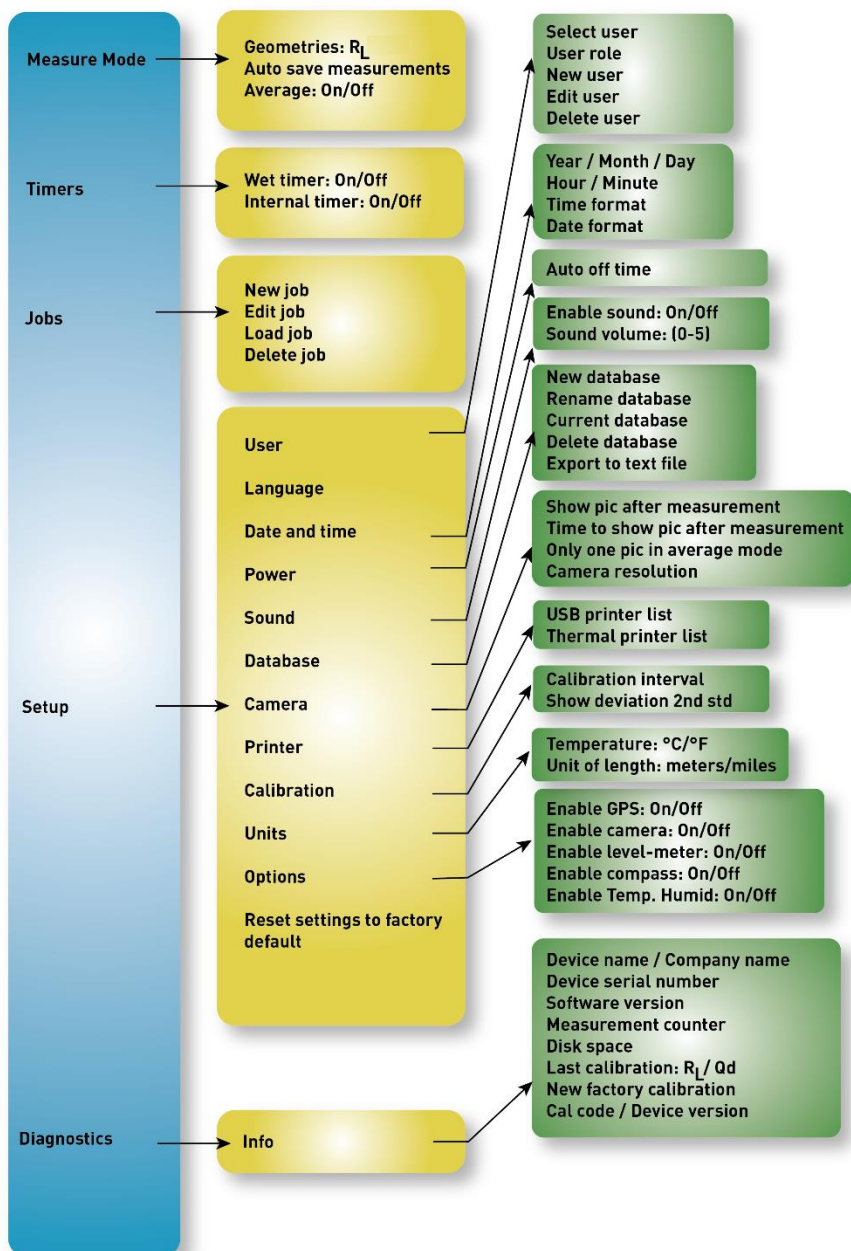 Measure Mode
Geometries: RL
Auto save measurements
Average: On/Off
Timers
Wet timer: On/Off
Internal timer: On/Off
Jobs
New job
Edit job
Load job
Delete job
Setup
User
Language
Date and time
Power
Sound
Database
Camera
Printer
Calibration
Units
Options
Reset settings to factory
default
Select user
User role
New user
Edit user
Delete user
Year / Month / Day
Hour / Minute
Time format
Date format
Auto off time
Enable sound: On/Off
Sound volume: (0-5)
New database
Rename database
Current database
Delete database
Export to text file
Show pic after measurement
Time to show pic after measurement
Only one pic in average mode
Camera resolution
USB printer list
Thermal printer list
Calibration interval
Show deviation 2nd std
Temperature: °C/°F
Unit of length: meters/miles
Enable GPS: On/Off
Enable camera: On/Off
Enable level-meter: On/Off
Enable compass: On/Off
Enable Temp. Humid: On/Off
Diagnostics
Info
Device name / Company name
Device serial number
Software version
Measurement counter
Disk space
Last calibration: RL/ Qd
New factory calibration
Cal code / Device version